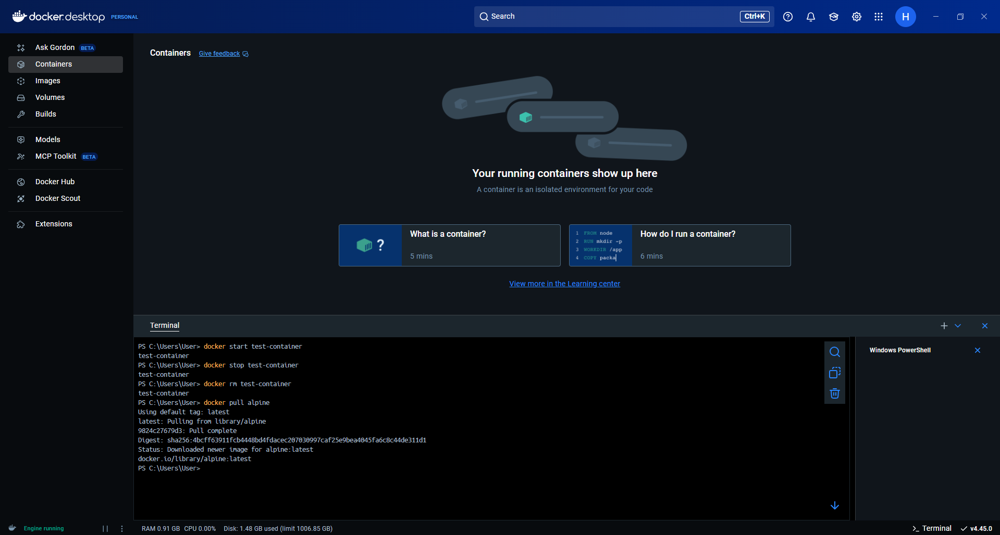 docker.desktop PERSONAL
Search Ctrl+K
H
Ask Gordon BETA
Containers
Images
Volumes
Builds
Models
MCP Toolkit BETA
Docker Hub
Docker Scout
Extensions
Containers Give feedback
Your running containers show up here
A container is an isolated environment for your code
?
What is a container?
5 mins
1 FROM node
2 RUN mkdir -p
3 WORKDIR /app
4 COPY packa
How do I run a container?
6 mins
View more in the Learning center
Terminal
PS C:\Users\User> docker start test-container
test-container
PS C:\Users\User> docker stop test-container
test-container
PS C:\Users\User> docker rm test-container
test-container
PS C:\Users\User> docker pull alpine
Using default tag: latest
latest: Pulling from library/alpine
9824c27679d3: Pull complete
Digest: sha256:4bcff63911fcb4448bd4fdacec207030997caf25e9bea4045fa6c8c44de311d1
Status: Downloaded newer image for alpine:latest
docker.io/library/alpine:latest
PS C:\Users\User>
Windows PowerShell
Engine running
RAM 0.91 GB CPU 0.00% Disk: 1.48 GB used (limit 1006.85 GB)
>_ Terminal
v4.45.0